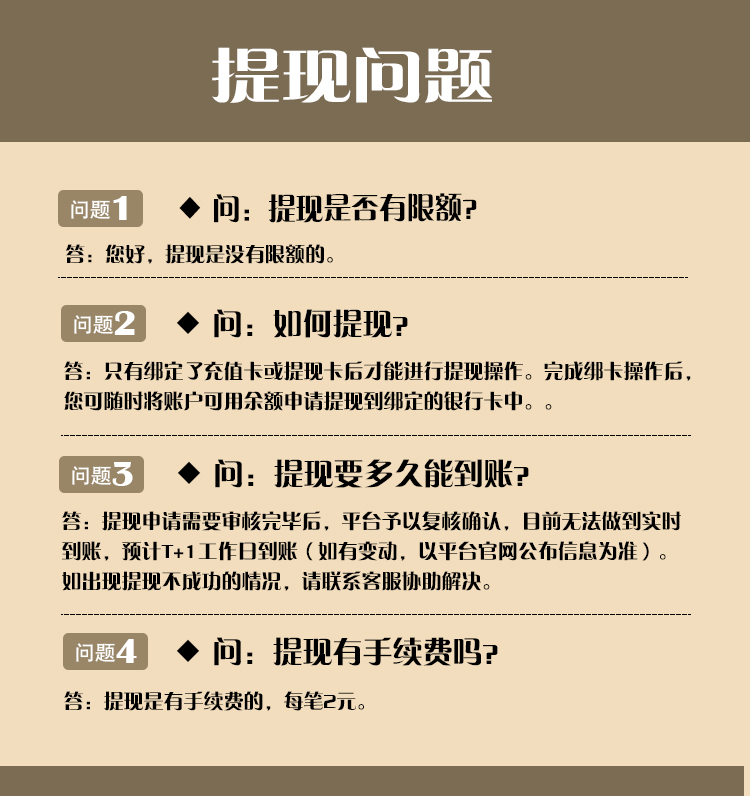 提现问题
问题1 ◆ 问：提现是否有限额?
答：您好，提现是没有限额的。
问题2 ◆ 问：如何提现?
答：只有绑定了充值卡或提现卡后才能进行提现操作。完成绑卡操作后，
您可随时将账户可用余额申请提现到绑定的银行卡中。。
问题3 ◆ 问：提现要多久能到账?
答：提现申请需要审核完毕后，平台予以复核确认，目前无法做到实时
到账，预计T+1工作日到账（如有变动，以平台官网公布信息为准）。
如出现提现不成功的情况，请联系客服协助解决。
问题4 ◆ 问：提现有手续费吗?
答：提现是有手续费的，每笔2元。